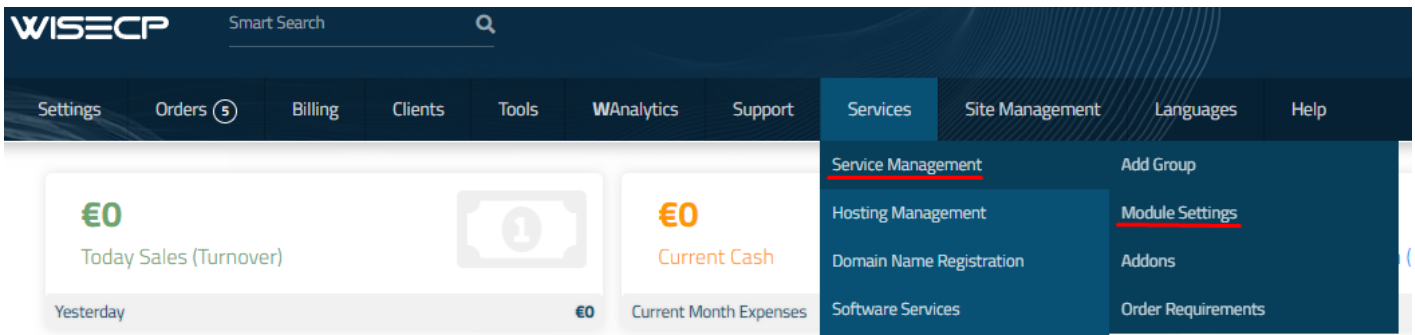 WISECP
Smart Search
Settings
Orders 5
Billing
Clients
Tools
WAnalytics
Support
Services
Site Management
Languages
Help
Service Management
Add Group
Hosting Management
Module Settings
Domain Name Registration
Addons
Software Services
Order Requirements
€0
1
Today Sales (Turnover)
Yesterday
€0
€0
Current Cash
Current Month Expenses
(